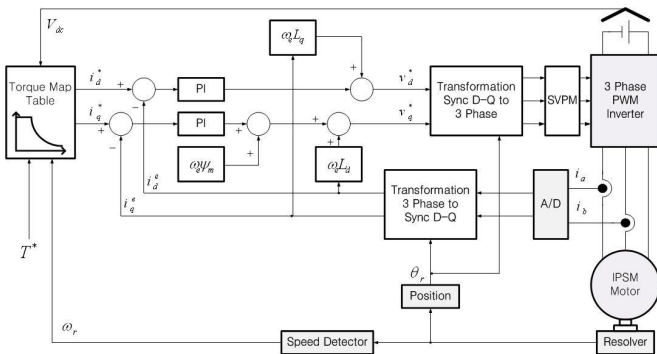 V_dc
ω_e L_q
Torque Map
Table
i_d^*
i_q^*
+
−
+
−
PI
PI
+
+
+
+
+
+
v_d^*
v_q^*
Transformation
Sync D-Q to
3 Phase
SVPM
3 Phase
PWM
Inverter
ω_e ψ_m
ω_e L_d
i_d^e
i_q^e
Transformation
3 Phase to
Sync D-Q
A/D
i_a
i_b
T*
θ_r
Position
IPSM
Motor
ω_r
Speed Detector
Resolver